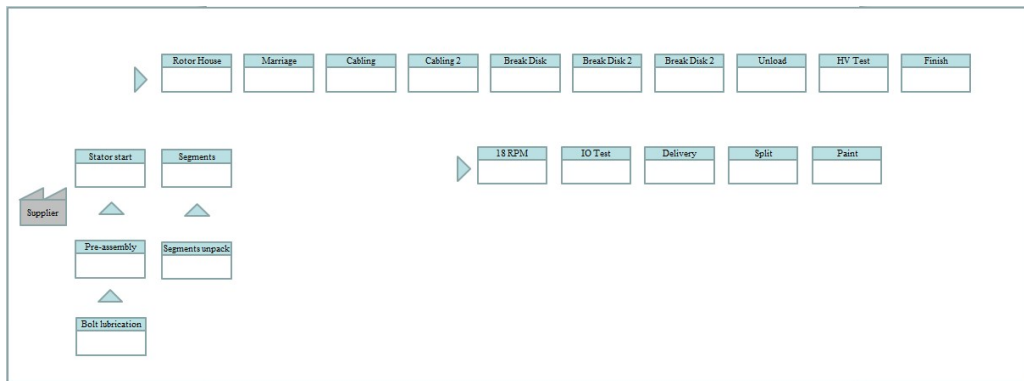 Rotor House
Marriage
Cabling
Cabling 2
Break Disk
Break Disk 2
Break Disk 2
Unload
HV Test
Finish
Stator start
Segments
18 RPM
IO Test
Delivery
Split
Paint
Supplier
Pre-assembly
Segments unpack
Bolt lubrication